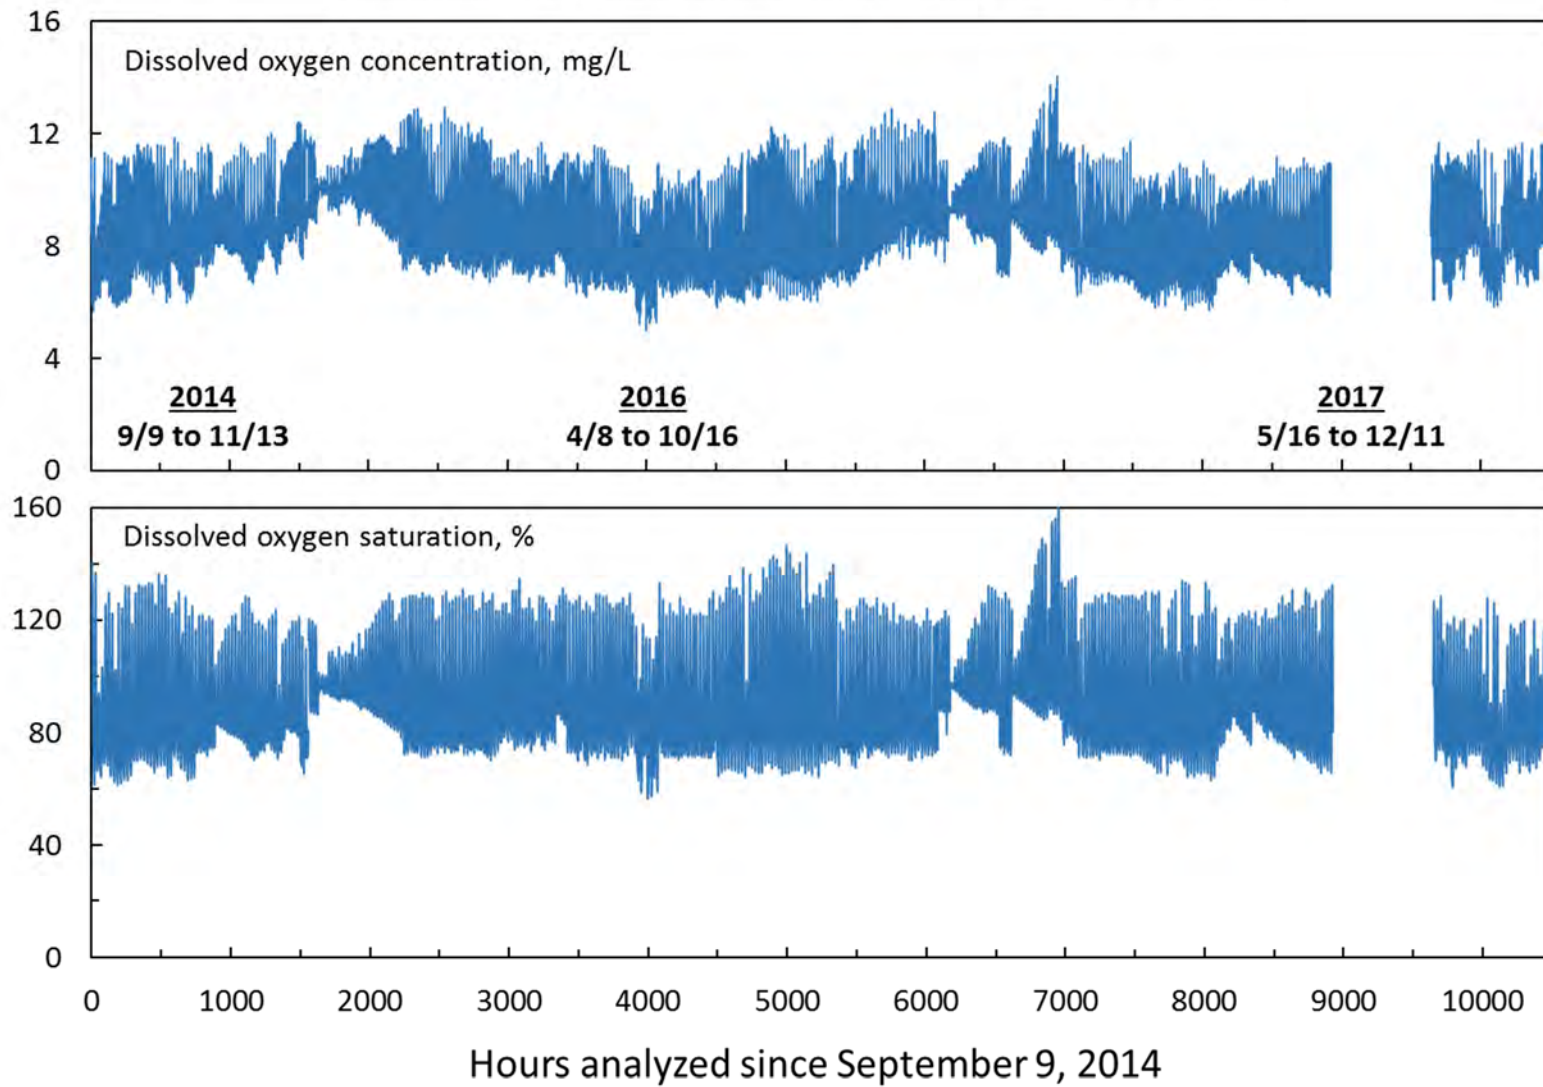 16
Dissolved oxygen concentration, mg/L
12
8
4
2014 2016 2017
9/9 to 11/13 4/8 to 10/16 5/16 to 12/11
0
160
Dissolved oxygen saturation, %
120
80
40
0
0 1000 2000 3000 4000 5000 6000 7000 8000 9000 10000
Hours analyzed since September 9, 2014